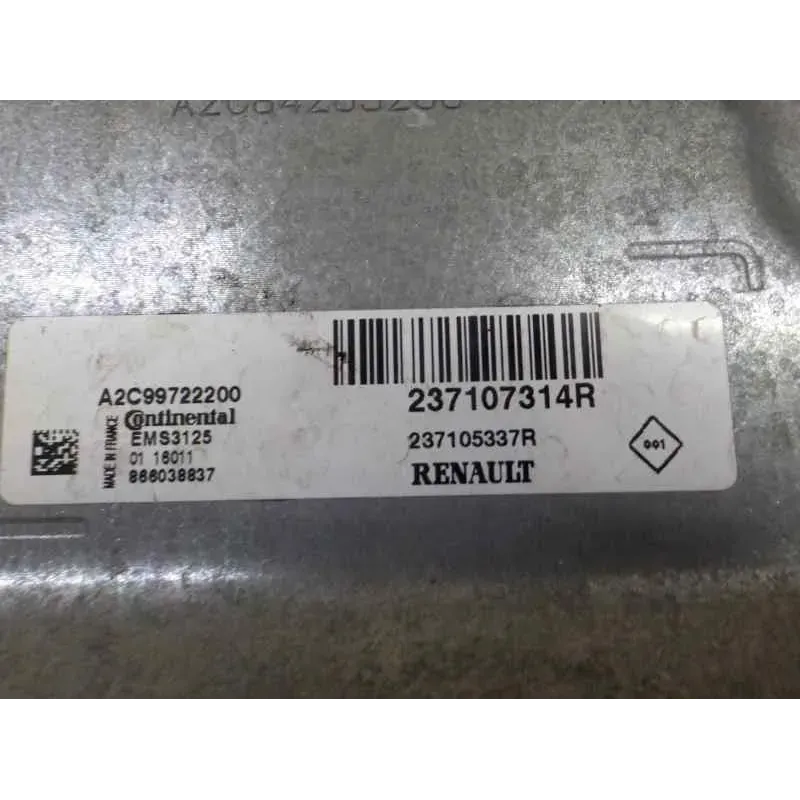 A2C99722200
Continental
EMS3125
01 16011
866038837
MADE IN FRANCE
237107314R
237105337R
RENAULT
001